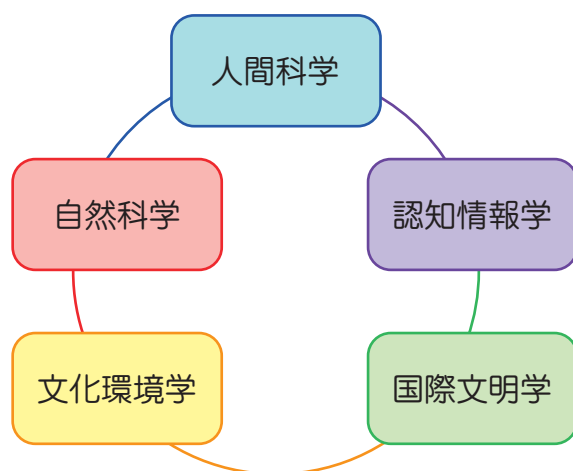 人間科学
自然科学
認知情報学
文化環境学
国際文明学